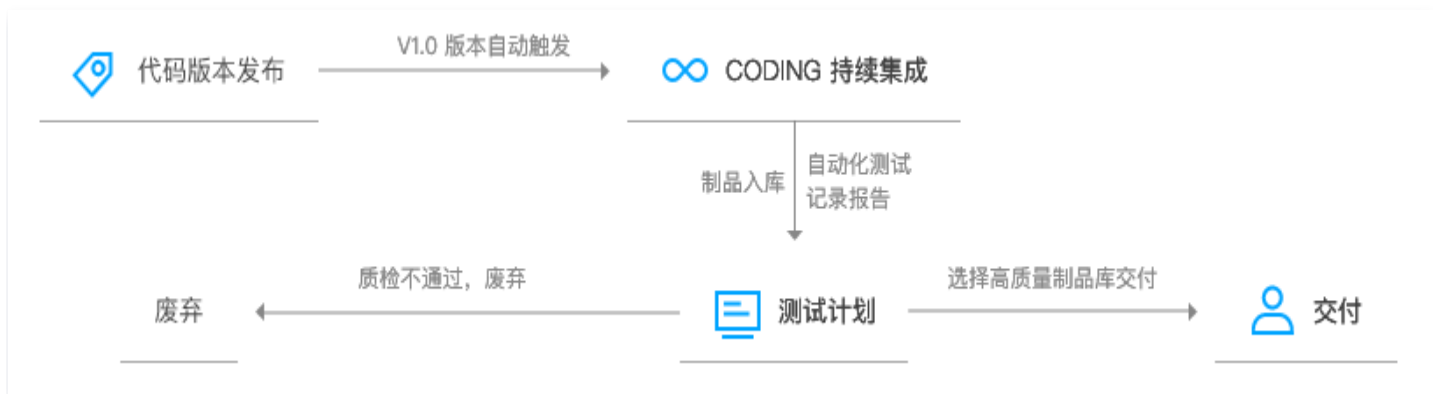 V1.0 版本自动触发
代码版本发布
CODING 持续集成
制品入库
自动化测试
记录报告
质检不通过，废弃
选择高质量制品库交付
废弃
测试计划
交付